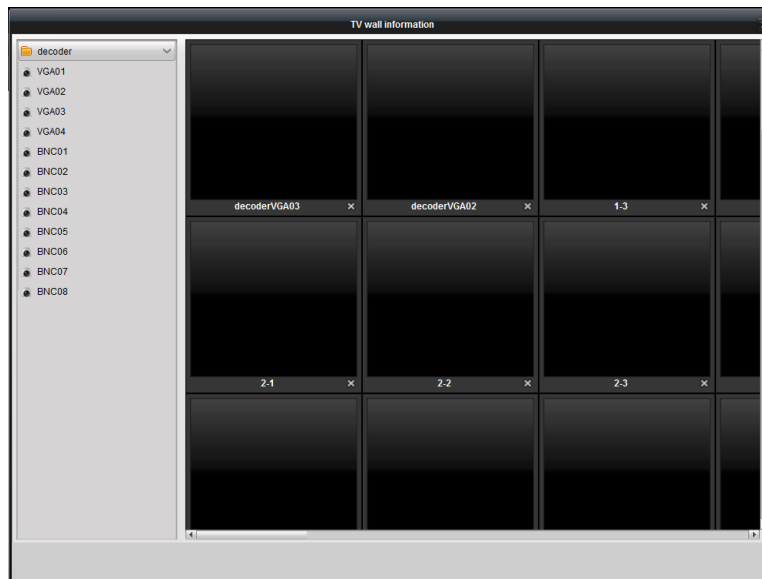 TV wall information
decoder
VGA01
VGA02
VGA03
VGA04
BNC01
BNC02
BNC03
BNC04
BNC05
BNC06
BNC07
BNC08
decoderVGA03
decoderVGA02
1-3
2-1
2-2
2-3